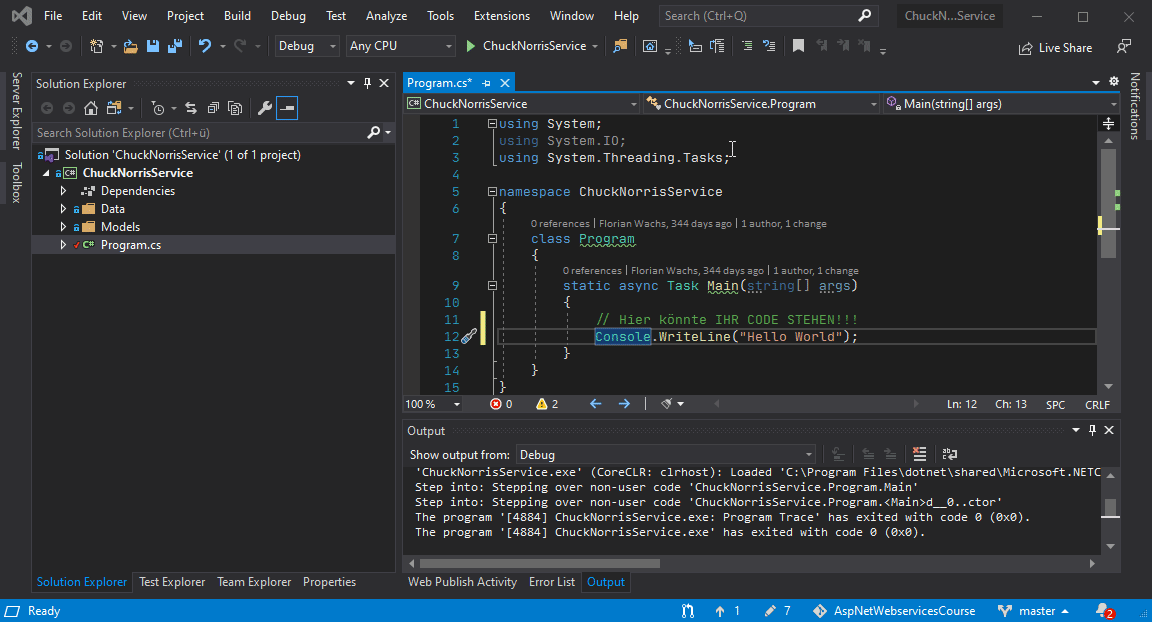 File Edit View Project Build Debug Test Analyze Tools Extensions Window Help Search (Ctrl+Q) ChuckN...Service
Debug Any CPU ChuckNorrisService Live Share
Server Explorer
Toolbox
Solution Explorer
Search Solution Explorer (Ctrl+ü)
Solution 'ChuckNorrisService' (1 of 1 project)
C# ChuckNorrisService
Dependencies
Data
Models
C# Program.cs
Solution Explorer Test Explorer Team Explorer Properties
Program.cs*
C# ChuckNorrisService ChuckNorrisService.Program Main(string[] args)
1 using System;
2 using System.IO;
3 using System.Threading.Tasks;
4
5 namespace ChuckNorrisService
6 {
0 references | Florian Wachs, 344 days ago | 1 author, 1 change
7 class Program
8 {
0 references | Florian Wachs, 344 days ago | 1 author, 1 change
9 static async Task Main(string[] args)
10 {
11 // Hier könnte IHR CODE STEHEN!!!
12 Console.WriteLine("Hello World");
13 }
14 }
15 }
100 % 0 2 Ln: 12 Ch: 13 SPC CRLF
Output
Show output from: Debug
'ChuckNorrisService.exe' (CoreCLR: clrhost): Loaded 'C:\Program Files\dotnet\shared\Microsoft.NETC
Step into: Stepping over non-user code 'ChuckNorrisService.Program.Main'
Step into: Stepping over non-user code 'ChuckNorrisService.Program.<Main>d__0..ctor'
The program '[4884] ChuckNorrisService.exe: Program Trace' has exited with code 0 (0x0).
The program '[4884] ChuckNorrisService.exe' has exited with code 0 (0x0).
Web Publish Activity Error List Output
Notifications
Ready 1 7 AspNetWebservicesCourse master 2